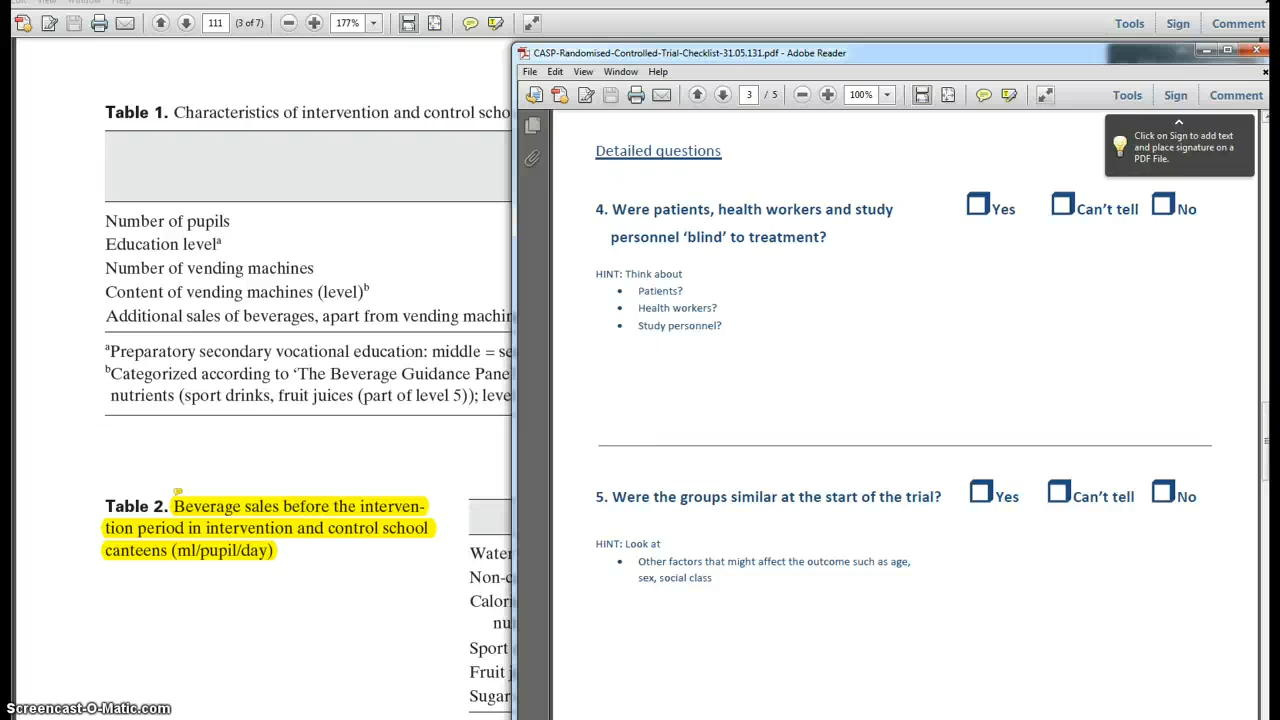 Edit View Window Help
111 (3 of 7) 177% Tools Sign Comment
Table 1. Characteristics of intervention and control scho
Number of pupils
Education levelª
Number of vending machines
Content of vending machines (level)ᵇ
Additional sales of beverages, apart from vending machin
ªPreparatory secondary vocational education: middle = se
ᵇCategorized according to ‘The Beverage Guidance Pane
nutrients (sport drinks, fruit juices (part of level 5)); leve
Table 2. Beverage sales before the interven-
tion period in intervention and control school
canteens (ml/pupil/day)
Water
Non-c
Calori
nu
Sport
Fruit j
Sugar
CASP-Randomised-Controlled-Trial-Checklist-31.05.131.pdf - Adobe Reader
File Edit View Window Help
3 / 5 100% Tools Sign Comment
Click on Sign to add text
and place signature on a
PDF File.
Detailed questions
4. Were patients, health workers and study
personnel ‘blind’ to treatment?
Yes Can’t tell No
HINT: Think about
• Patients?
• Health workers?
• Study personnel?
5. Were the groups similar at the start of the trial? Yes Can’t tell No
HINT: Look at
• Other factors that might affect the outcome such as age,
sex, social class
Screencast-O-Matic.com